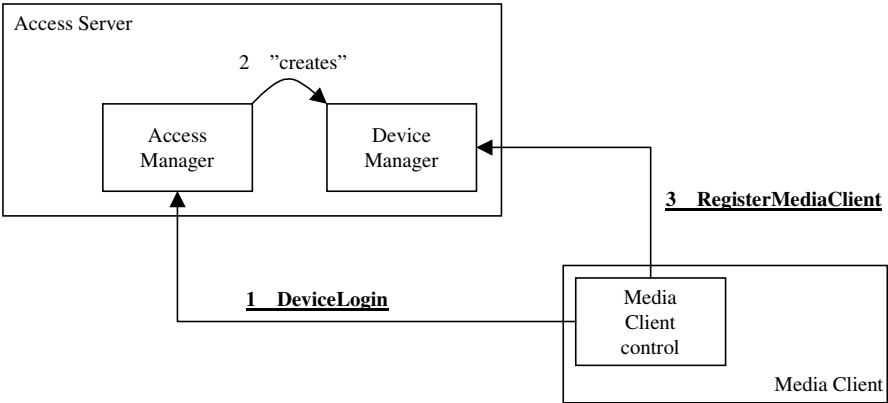 Access Server
2 ”creates”
Access
Manager
Device
Manager
3 RegisterMediaClient
1 DeviceLogin
Media
Client
control
Media Client